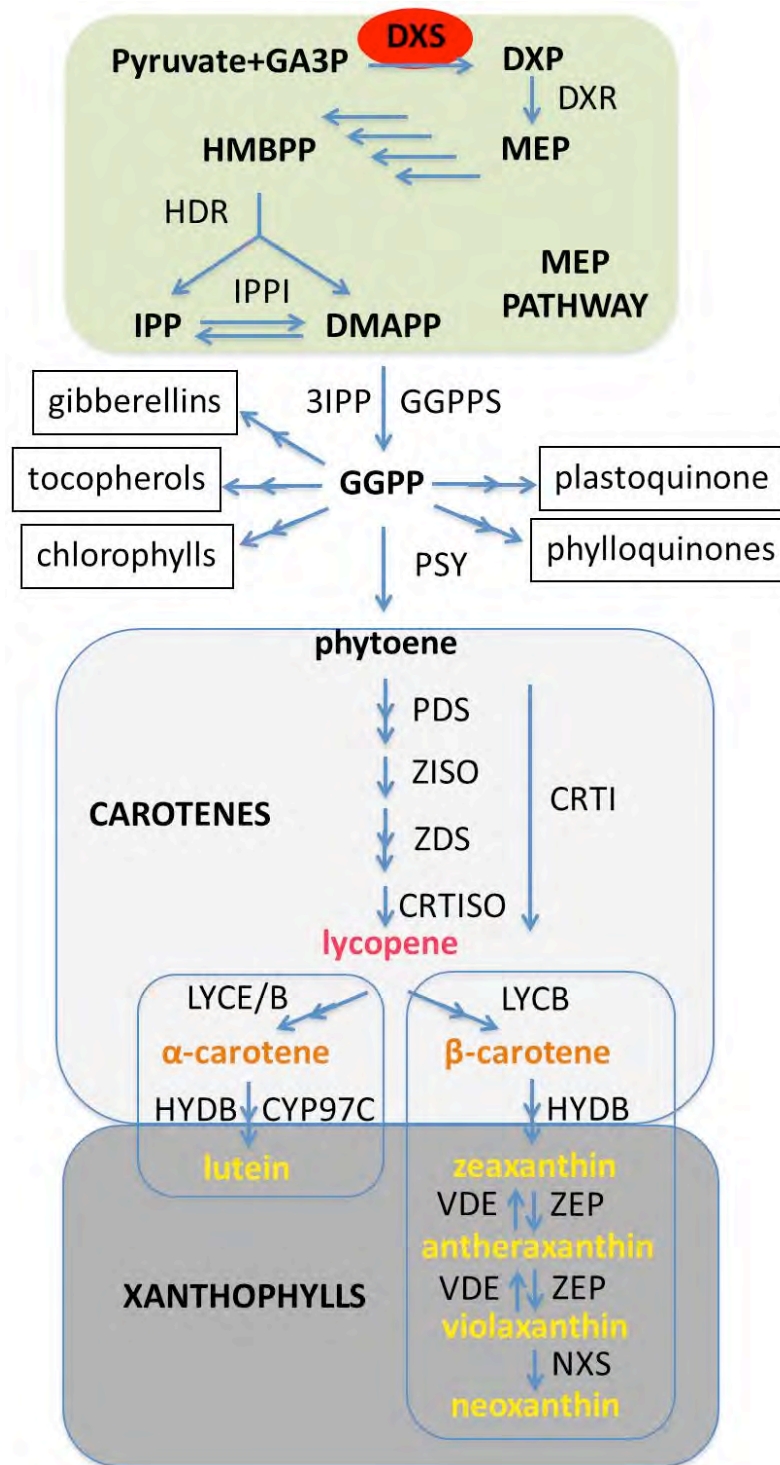 DXS
Pyruvate+GA3P DXP
DXR
HMBPP MEP
HDR
MEP
PATHWAY
IPPI
IPP DMAPP
gibberellins 3IPP GGPPS
tocopherols GGPP plastoquinone
chlorophylls phylloquinones
PSY
phytoene
PDS
ZISO
CAROTENES CRTI
ZDS
CRTISO
lycopene
LYCE/B LYCB
α-carotene β-carotene
HYDB CYP97C HYDB
lutein zeaxanthin
VDE ZEP
antheraxanthin
XANTHOPHYLLS VDE ZEP
violaxanthin
NXS
neoxanthin